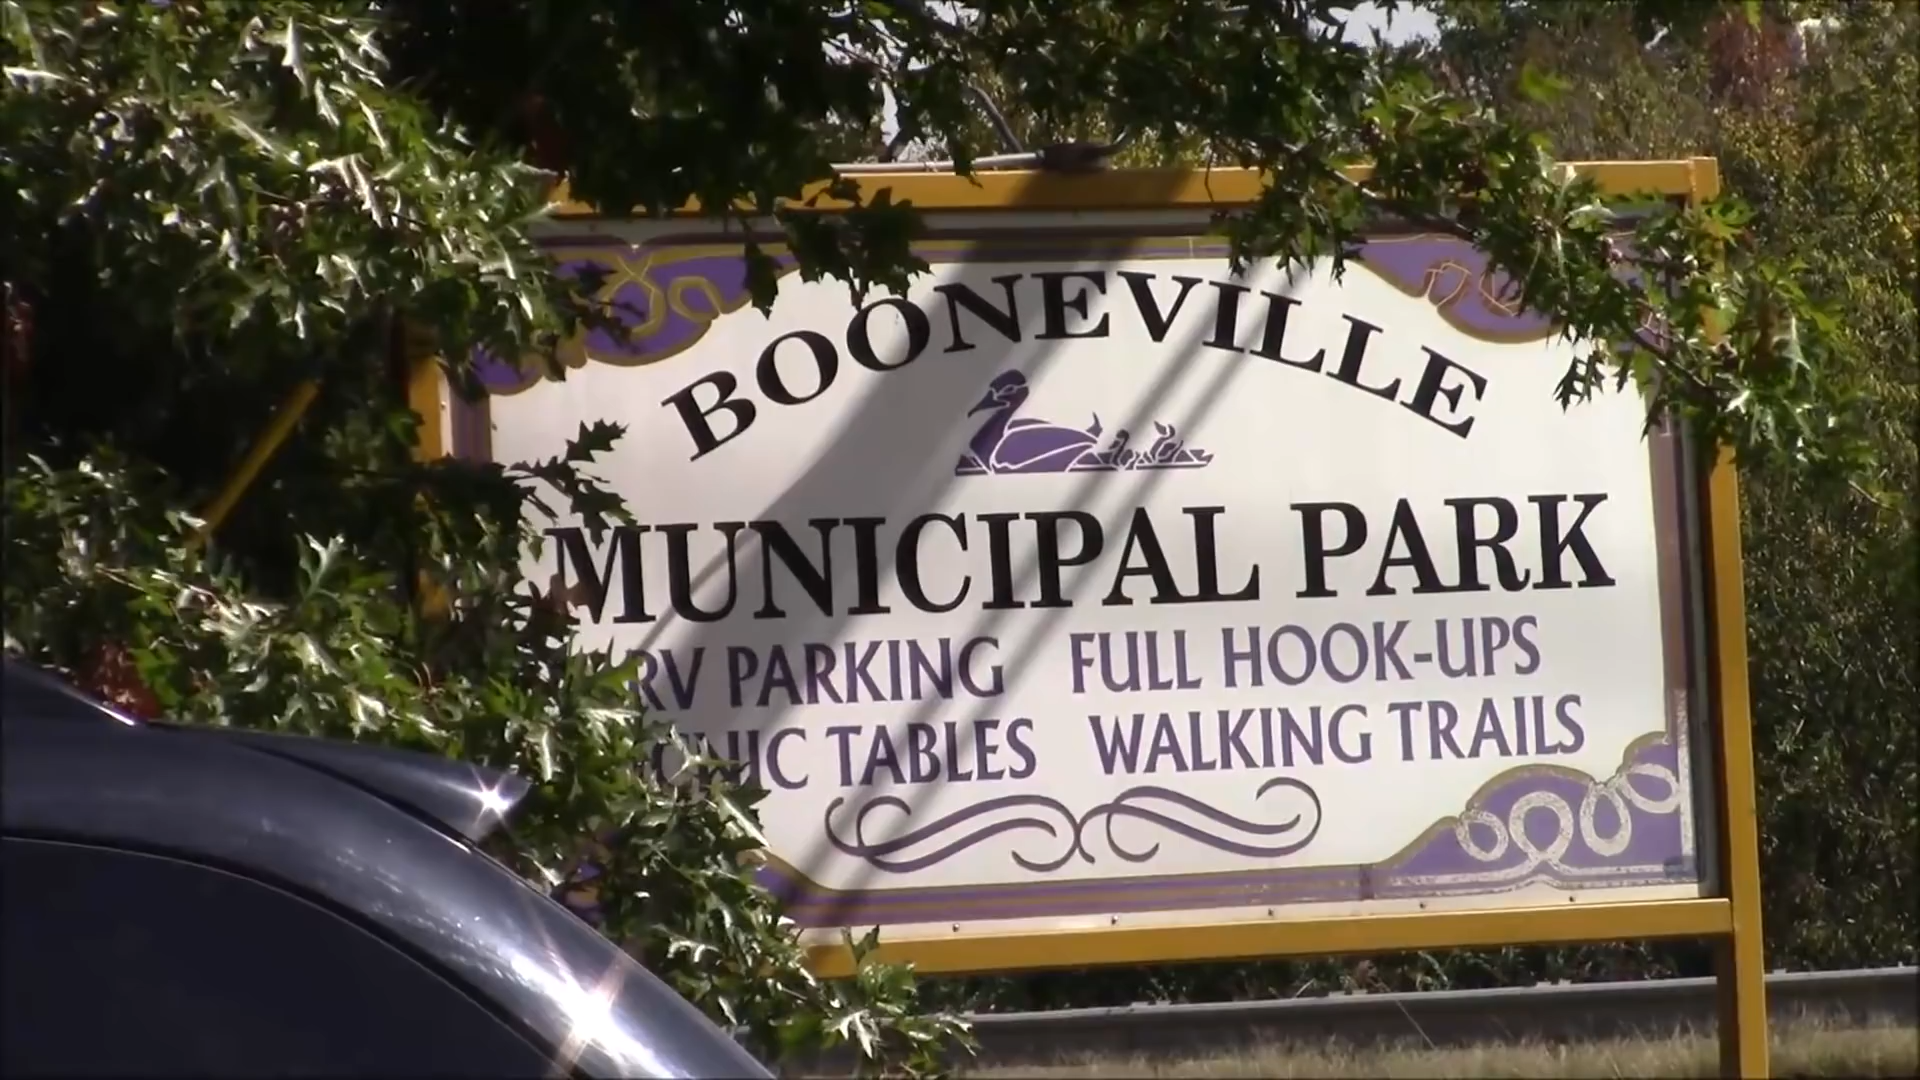 BOONEVILLE
MUNICIPAL PARK
RV PARKING FULL HOOK-UPS
TABLES WALKING TRAILS